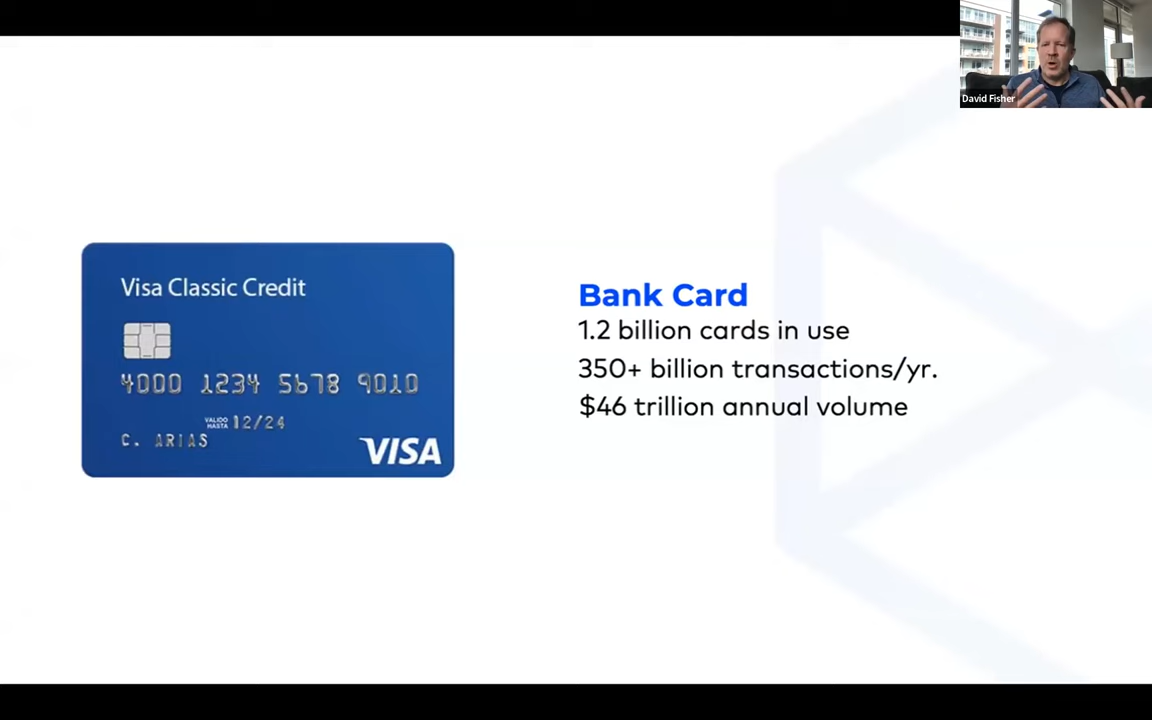 David Fisher
Visa Classic Credit
4000 1234 5678 9010
VALIDO
HASTA 12/24
C. ARIAS
VISA
Bank Card
1.2 billion cards in use
350+ billion transactions/yr.
$46 trillion annual volume